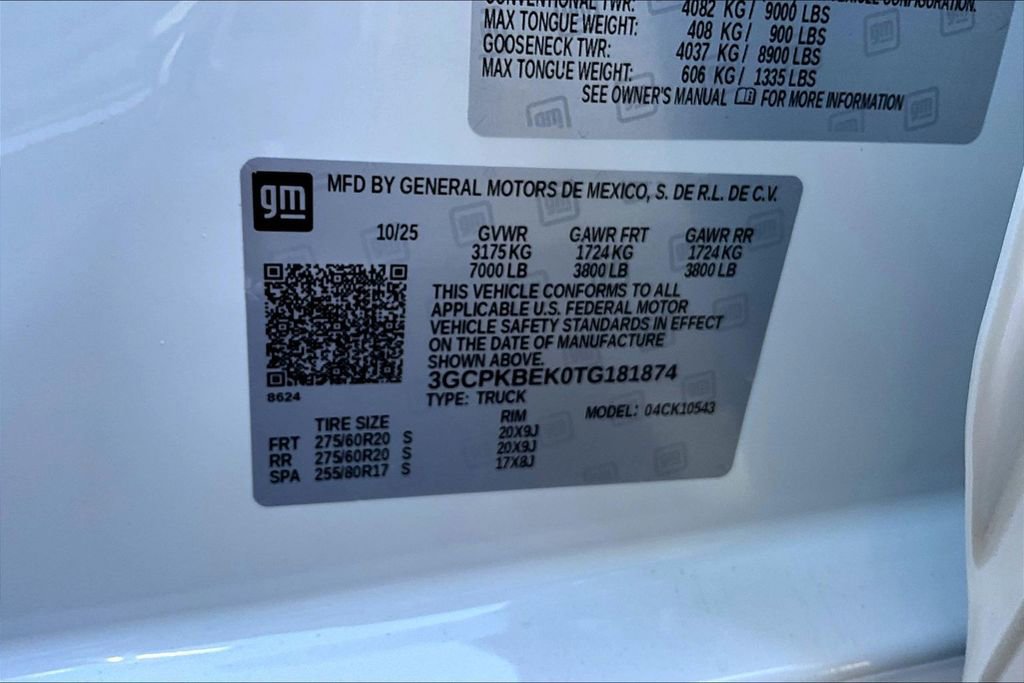 CONVENTIONAL TWR: 4082 KG/ 9000 LBS
MAX TONGUE WEIGHT: 408 KG/ 900 LBS
GOOSENECK TWR: 4037 KG/ 8900 LBS
MAX TONGUE WEIGHT: 606 KG/ 1335 LBS
SEE OWNER'S MANUAL FOR MORE INFORMATION
gm MFD BY GENERAL MOTORS DE MEXICO, S. DE R.L. DE C.V.
10/25 GVWR GAWR FRT GAWR RR
3175 KG 1724 KG 1724 KG
7000 LB 3800 LB 3800 LB
THIS VEHICLE CONFORMS TO ALL
APPLICABLE U.S. FEDERAL MOTOR
VEHICLE SAFETY STANDARDS IN EFFECT
ON THE DATE OF MANUFACTURE
SHOWN ABOVE.
3GCPKBEK0TG181874
8624
TYPE: TRUCK
MODEL: 04CK10543
TIRE SIZE RIM
FRT 275/60R20 S 20X9J
RR 275/60R20 S 20X9J
SPA 255/80R17 S 17X8J